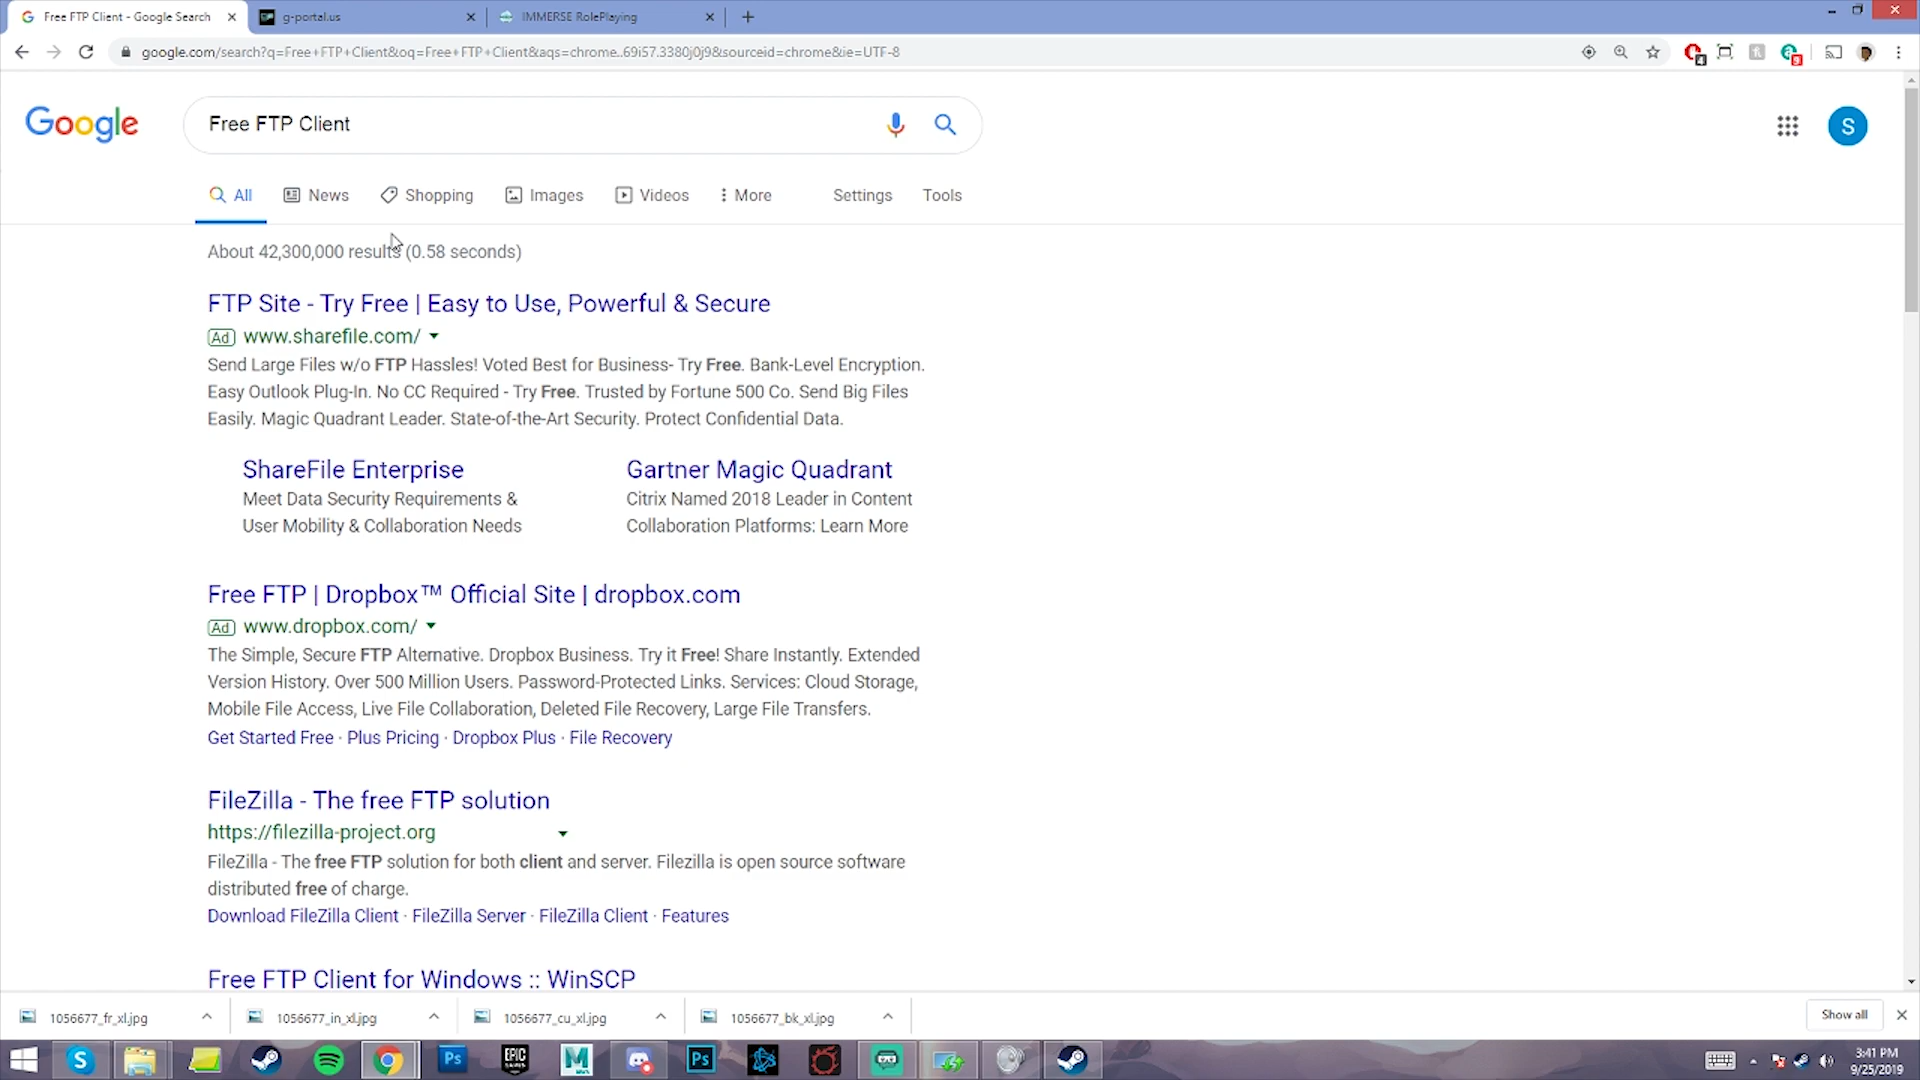 Free FTP Client - Google Search
g-portal.us
IMMERSE RolePlaying
google.com/search?q=Free+FTP+Client&oq=Free+FTP+Client&aqs=chrome..69i57.3380j0j9&sourceid=chrome&ie=UTF-8
4
9
Google
Free FTP Client
S
All
News
Shopping
Images
Videos
More
Settings
Tools
About 42,300,000 results (0.58 seconds)
FTP Site - Try Free | Easy to Use, Powerful & Secure
Ad www.sharefile.com/
Send Large Files w/o FTP Hassles! Voted Best for Business- Try Free. Bank-Level Encryption.
Easy Outlook Plug-In. No CC Required - Try Free. Trusted by Fortune 500 Co. Send Big Files
Easily. Magic Quadrant Leader. State-of-the-Art Security. Protect Confidential Data.
ShareFile Enterprise
Meet Data Security Requirements &
User Mobility & Collaboration Needs
Gartner Magic Quadrant
Citrix Named 2018 Leader in Content
Collaboration Platforms: Learn More
Free FTP | Dropbox™ Official Site | dropbox.com
Ad www.dropbox.com/
The Simple, Secure FTP Alternative. Dropbox Business. Try it Free! Share Instantly. Extended
Version History. Over 500 Million Users. Password-Protected Links. Services: Cloud Storage,
Mobile File Access, Live File Collaboration, Deleted File Recovery, Large File Transfers.
Get Started Free · Plus Pricing · Dropbox Plus · File Recovery
FileZilla - The free FTP solution
https://filezilla-project.org
FileZilla - The free FTP solution for both client and server. Filezilla is open source software
distributed free of charge.
Download FileZilla Client · FileZilla Server · FileZilla Client · Features
Free FTP Client for Windows :: WinSCP
1056677_fr_xl.jpg
1056677_in_xl.jpg
1056677_cu_xl.jpg
1056677_bk_xl.jpg
Show all
S
Ps
EPIC
GAMES
M
Ps
3:41 PM
9/25/2019